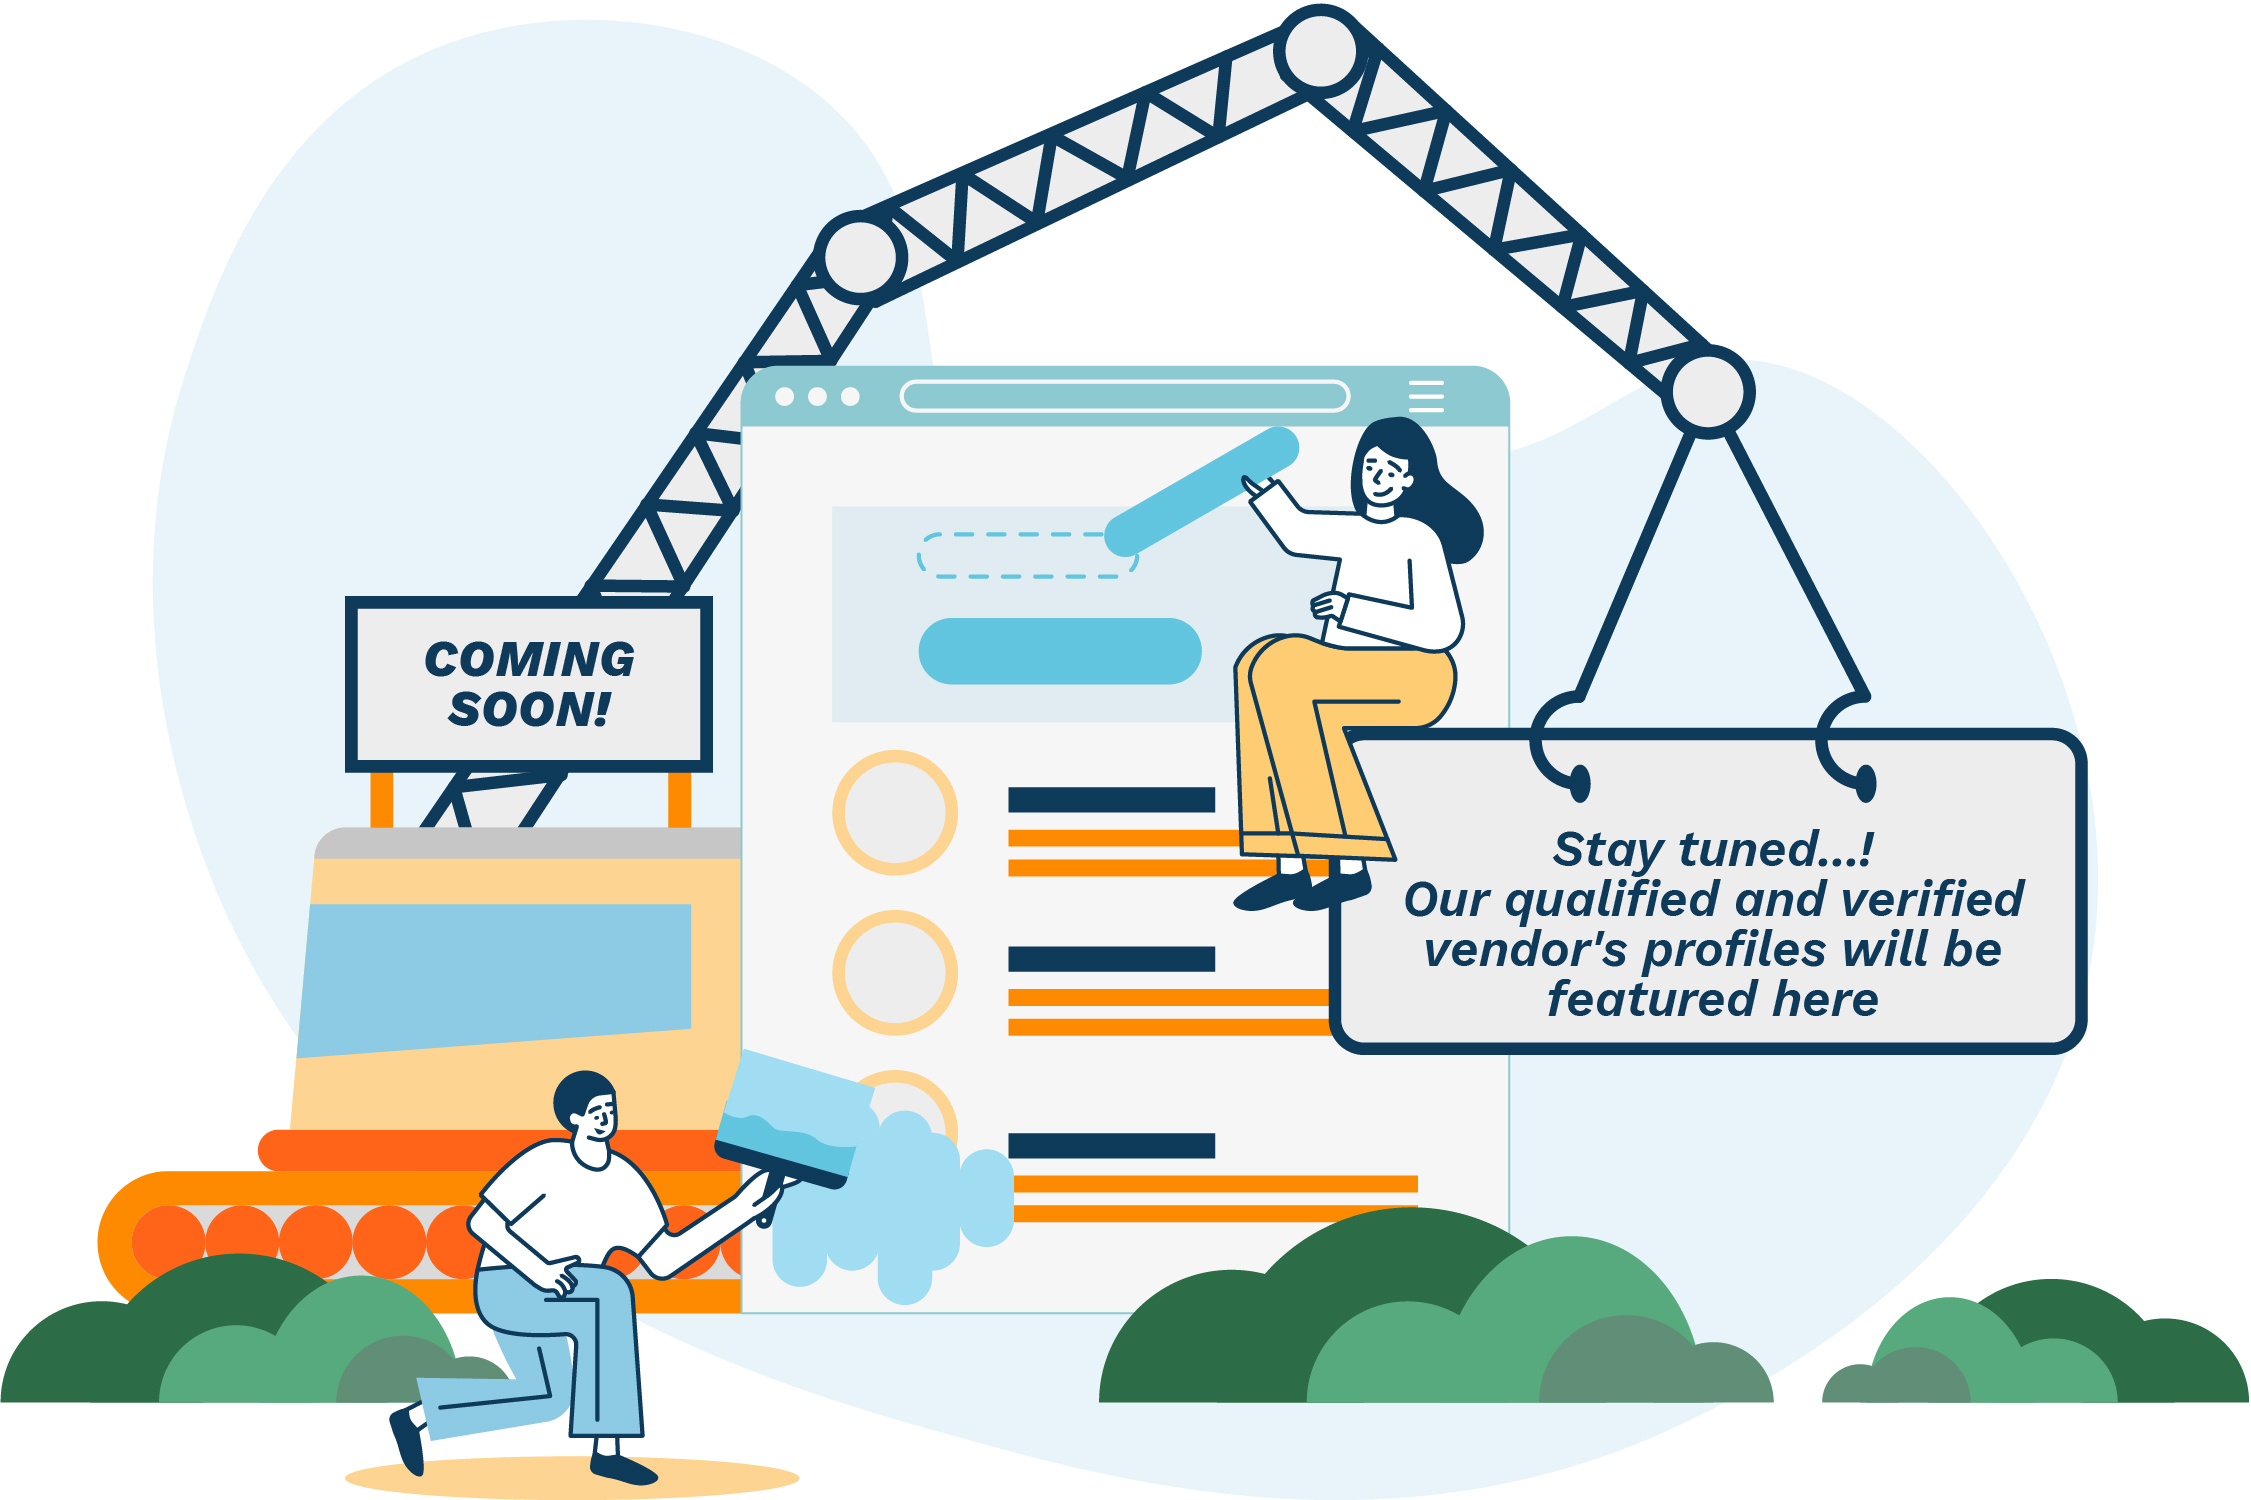 COMING
SOON!
Stay tuned...!
Our qualified and verified
vendor's profiles will be
featured here